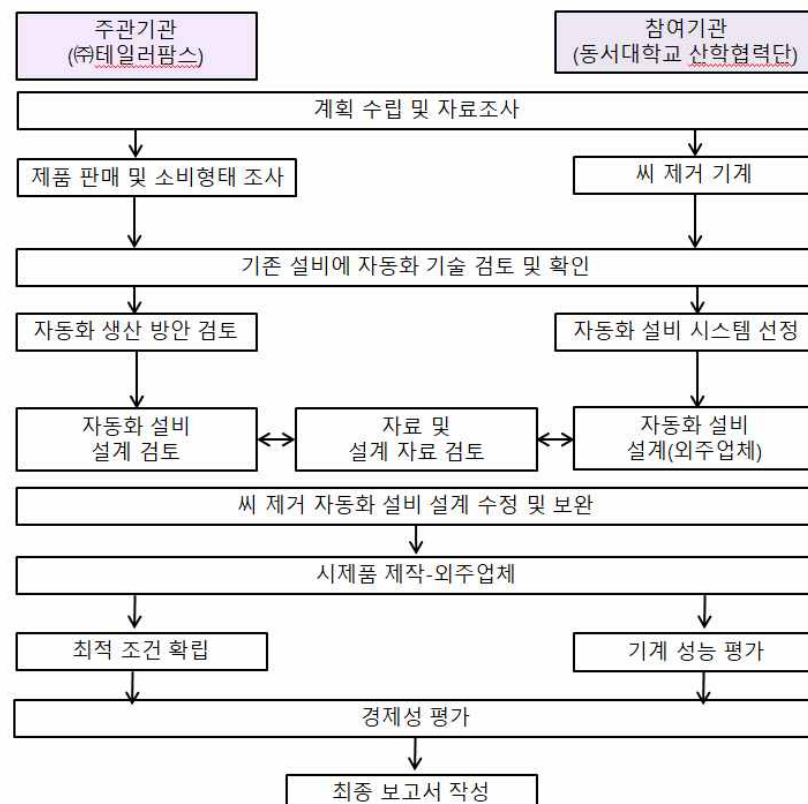 주관기관
(㈜테일러팜스)
참여기관
(동서대학교 산학협력단)
계획 수립 및 자료조사
제품 판매 및 소비형태 조사
씨 제거 기계
기존 설비에 자동화 기술 검토 및 확인
자동화 생산 방안 검토
자동화 설비 시스템 선정
자동화 설비
설계 검토
자료 및
설계 자료 검토
자동화 설비
설계(외주업체)
씨 제거 자동화 설비 설계 수정 및 보완
시제품 제작-외주업체
최적 조건 확립
기계 성능 평가
경제성 평가
최종 보고서 작성